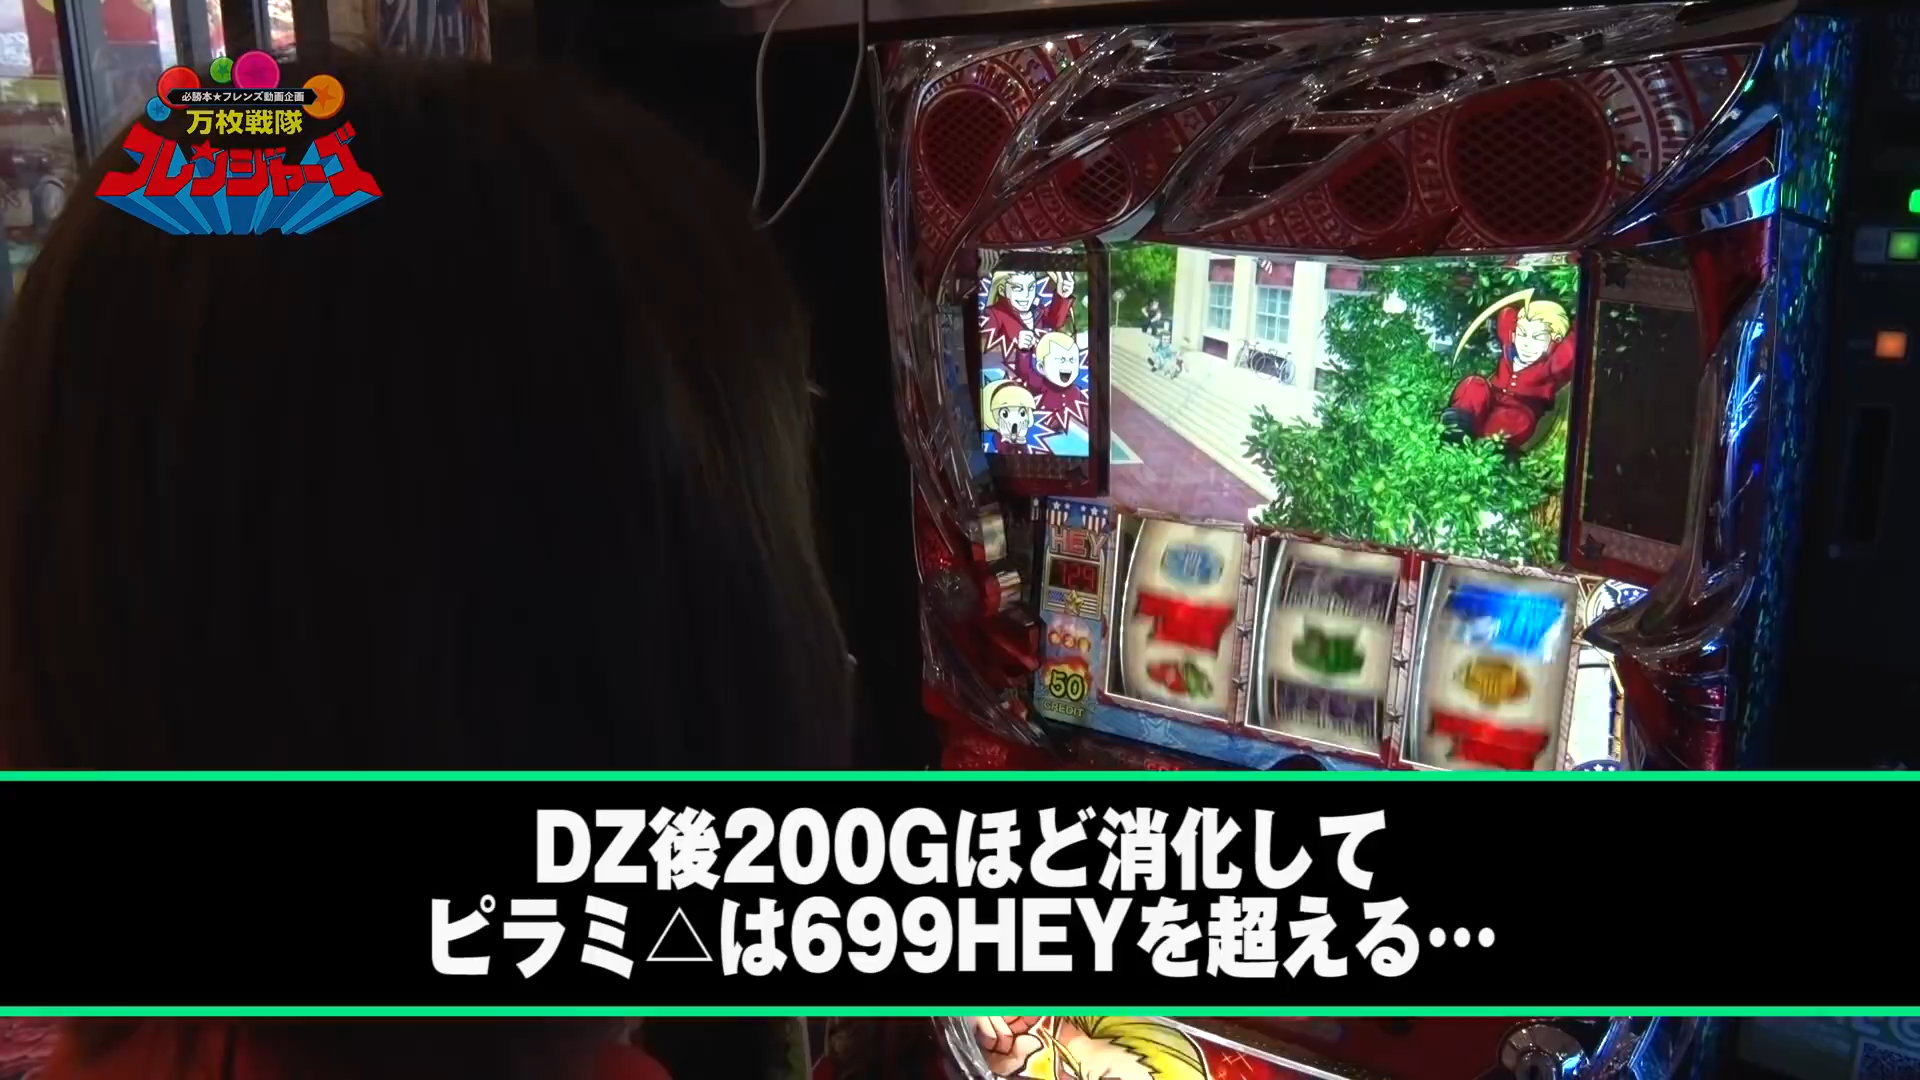 必勝本★フレンズ動画企画
万枚戦隊
フレンジャーズ
HEY
129
50
CREDIT
DZ後200Gほど消化して
ピラミ△は699HEYを超える…